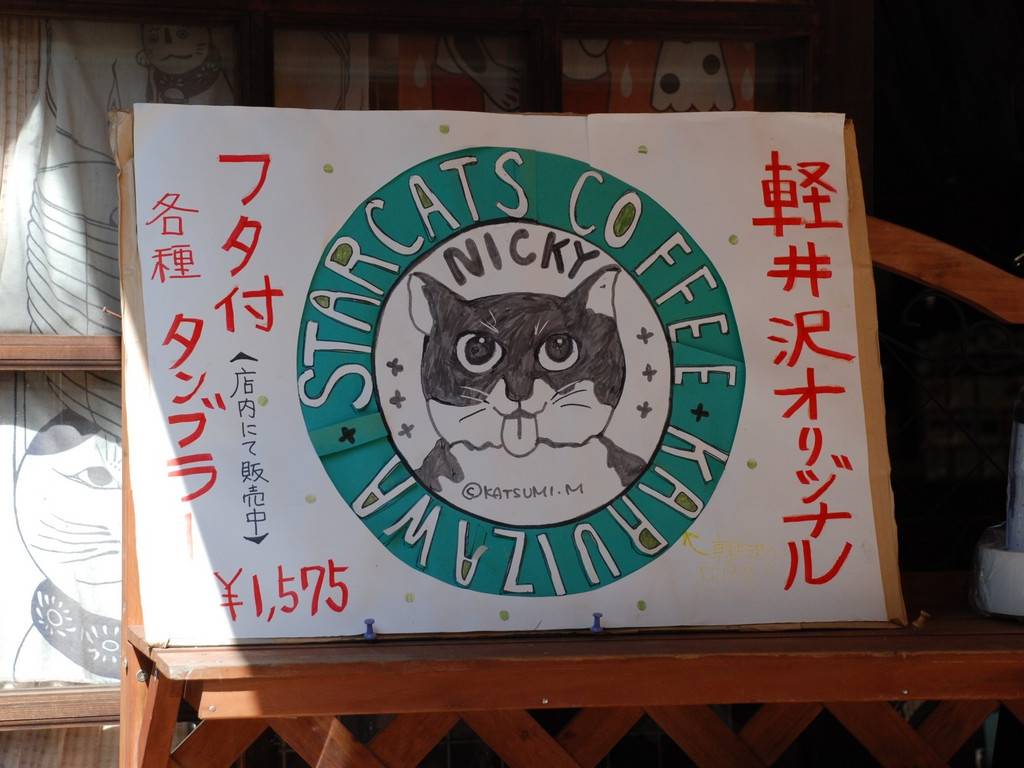 軽井沢オリジナル
STARCATS COFFEE
KARUIZAWA
NICKY
©KATSUMI.M
フタ付
各種
タンブラー
(店内にて販売中)
¥1,575